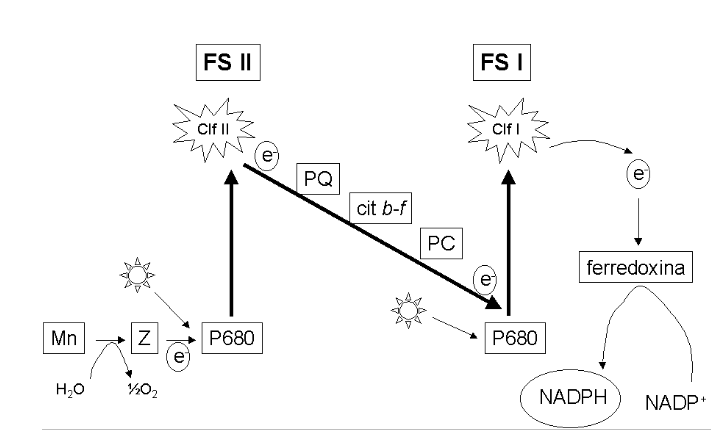 FS II
FS I
Clf II
Clf I
e-
PQ
e-
cit b-f
PC
ferredoxina
e-
Mn
Z
P680
P680
e-
H2O
½O2
NADPH
NADP+